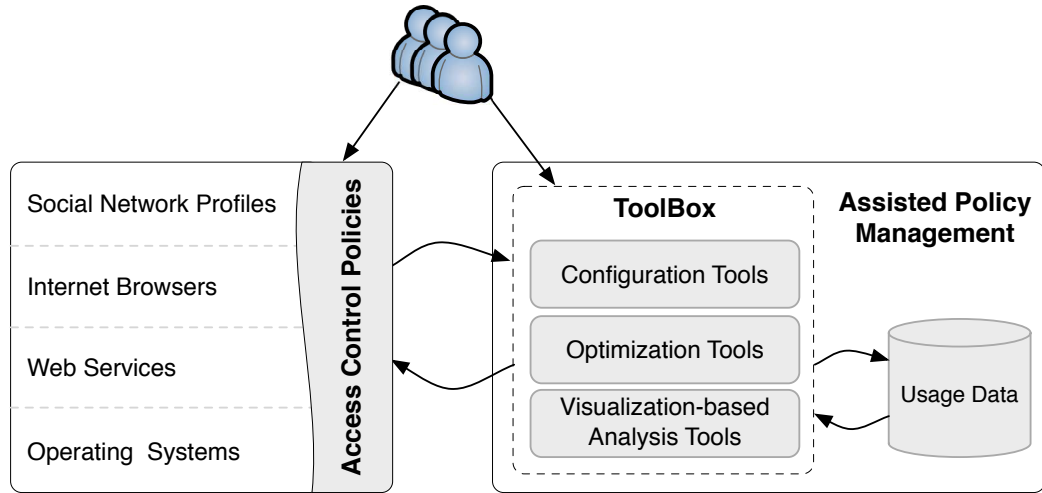 Social Network Profiles
Internet Browsers
Web Services
Operating Systems
Access Control Policies
ToolBox
Configuration Tools
Optimization Tools
Visualization-based
Analysis Tools
Assisted Policy
Management
Usage Data